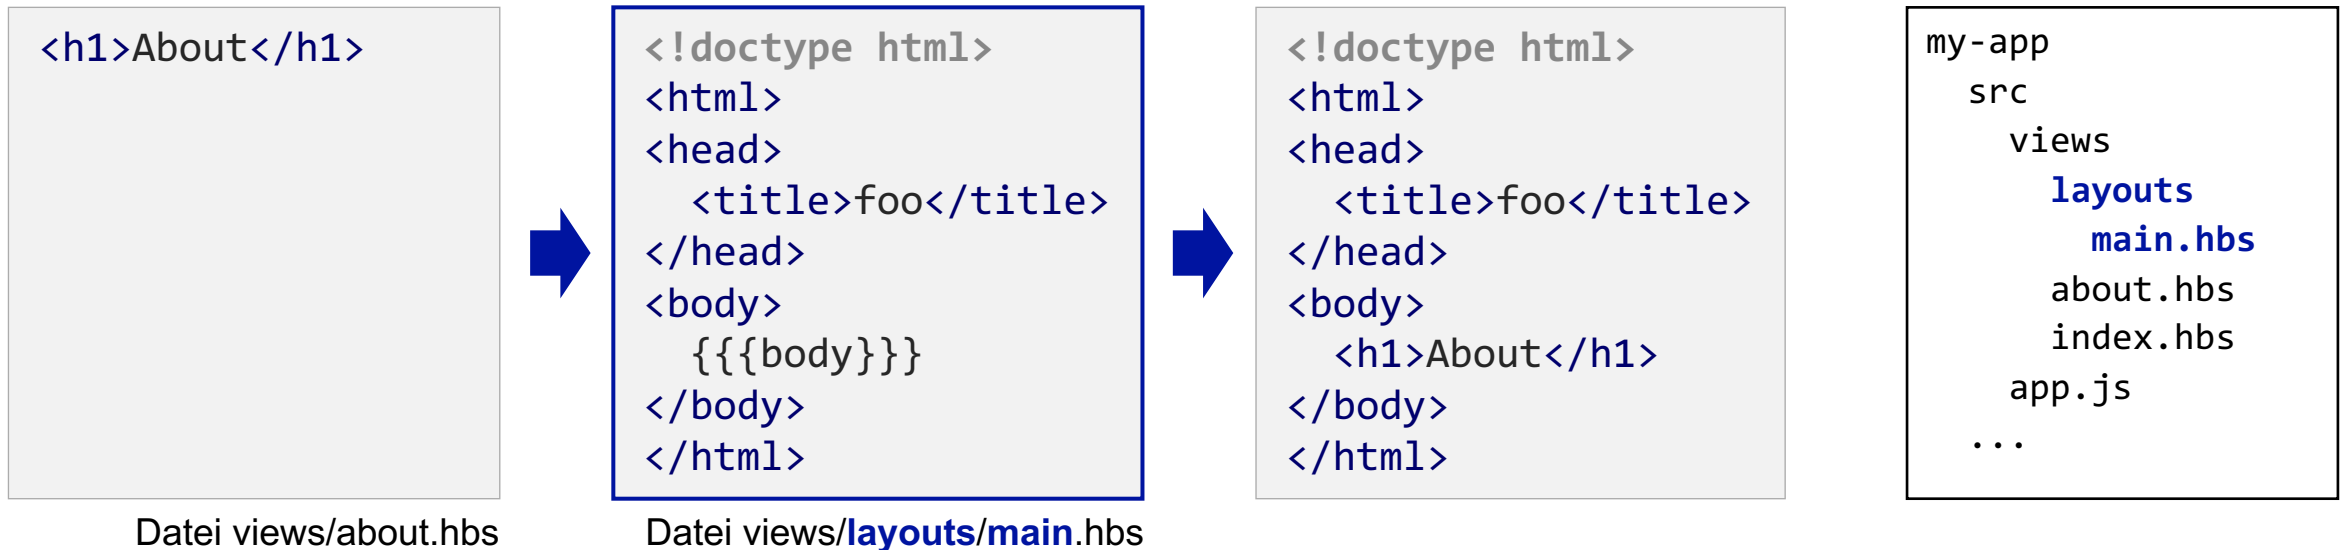 <h1>About</h1>
Datei views/about.hbs
<!doctype html>
<html>
<head>
  <title>foo</title>
</head>
<body>
  {{{body}}}
</body>
</html>
Datei views/layouts/main.hbs
<!doctype html>
<html>
<head>
  <title>foo</title>
</head>
<body>
  <h1>About</h1>
</body>
</html>
my-app
  src
    views
      layouts
        main.hbs
      about.hbs
      index.hbs
    app.js
  ...